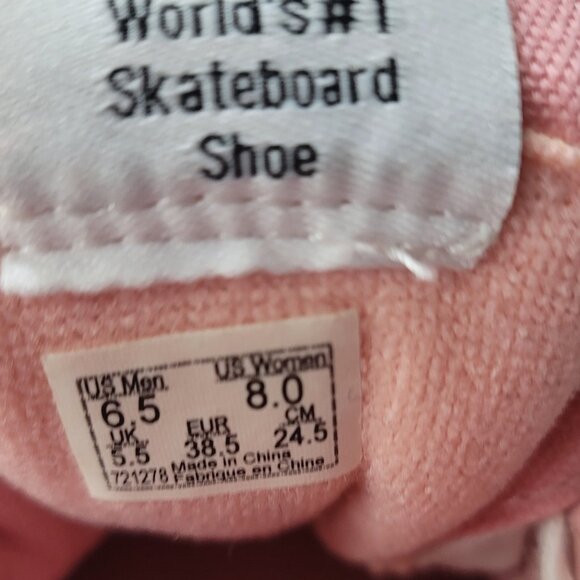 World's #1
Skateboard
Shoe
US Men US Women
6.5 8.0
UK EUR CM
5.5 38.5 24.5
721278 Made in China
Fabriqué en China